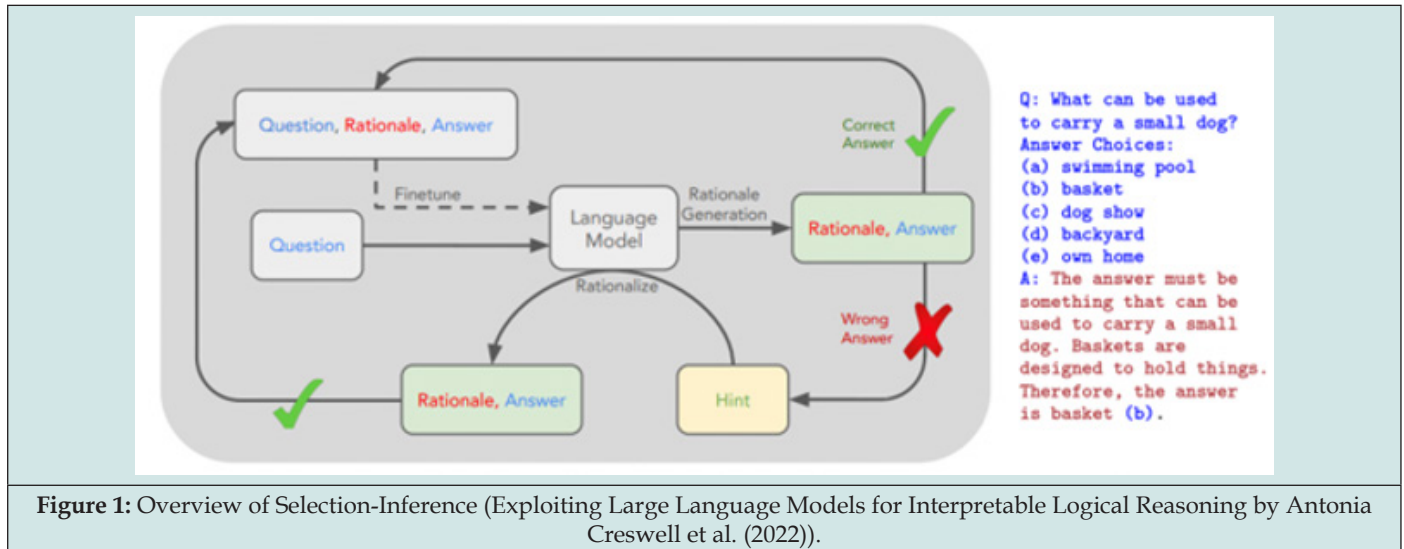 Question, Rationale, Answer
Finetune
Question
Language
Model
Rationale
Generation
Rationale, Answer
Correct
Answer
Wrong
Answer
Rationalize
Rationale, Answer
Hint
Q: What can be used
to carry a small dog?
Answer Choices:
(a) swimming pool
(b) basket
(c) dog show
(d) backyard
(e) own home
A: The answer must be
something that can be
used to carry a small
dog. Baskets are
designed to hold things.
Therefore, the answer
is basket (b).
Figure 1: Overview of Selection-Inference (Exploiting Large Language Models for Interpretable Logical Reasoning by Antonia
Creswell et al. (2022)).